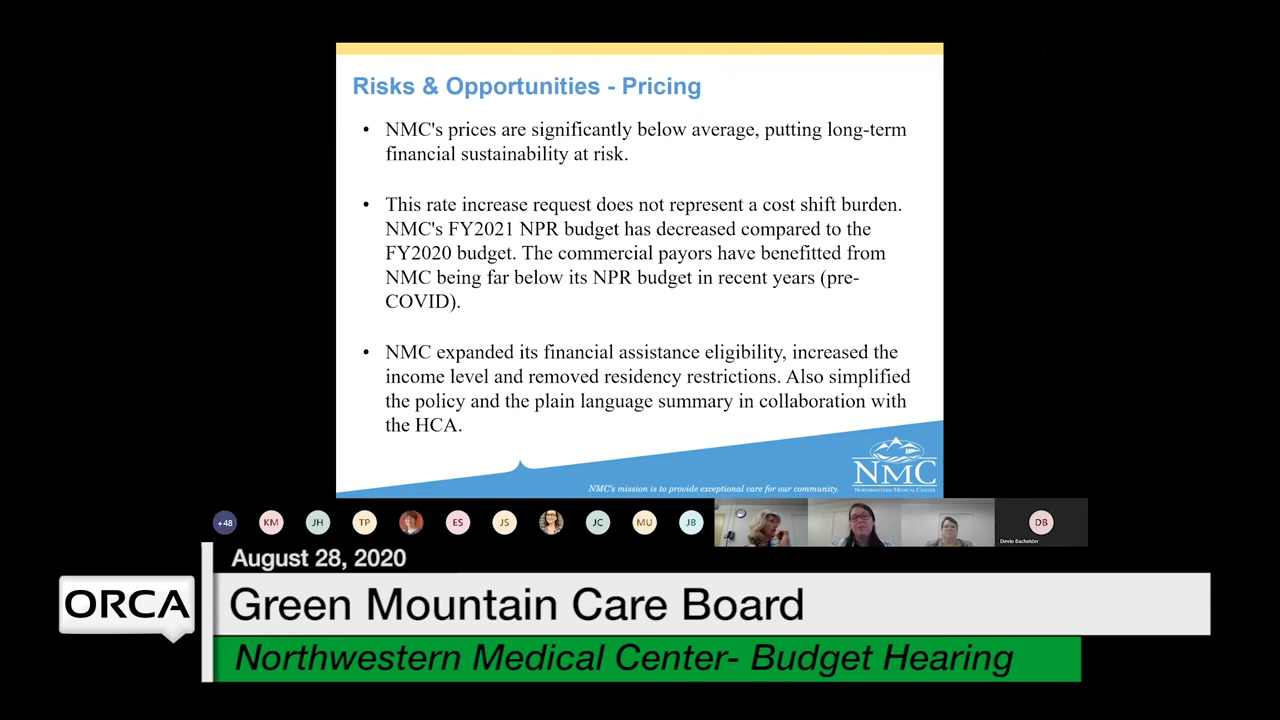 Risks & Opportunities - Pricing
• NMC's prices are significantly below average, putting long-term
financial sustainability at risk.
• This rate increase request does not represent a cost shift burden.
NMC's FY2021 NPR budget has decreased compared to the
FY2020 budget. The commercial payors have benefitted from
NMC being far below its NPR budget in recent years (pre-
COVID).
• NMC expanded its financial assistance eligibility, increased the
income level and removed residency restrictions. Also simplified
the policy and the plain language summary in collaboration with
the HCA.
NMC
NORTHWESTERN MEDICAL CENTER
NMC's mission is to provide exceptional care for our community.
+48 KM JH TP ES JS JC MU JB DB
Devin Bachelder
August 28, 2020
ORCA
Green Mountain Care Board
Northwestern Medical Center- Budget Hearing